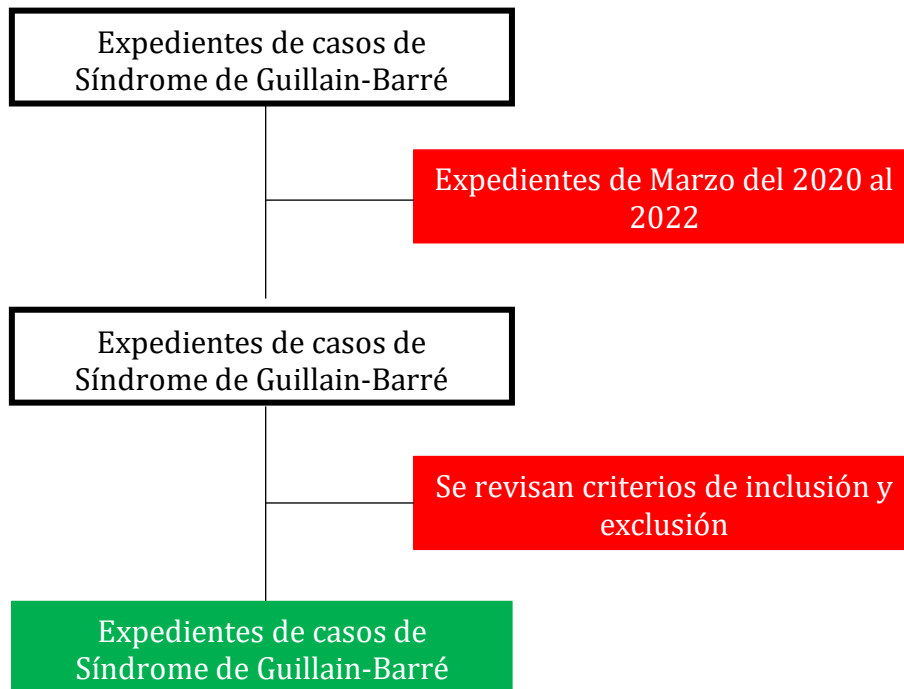 Expedientes de casos de
Síndrome de Guillain-Barré
Expedientes de Marzo del 2020 al
2022
Expedientes de casos de
Síndrome de Guillain-Barré
Se revisan criterios de inclusión y
exclusión
Expedientes de casos de
Síndrome de Guillain-Barré